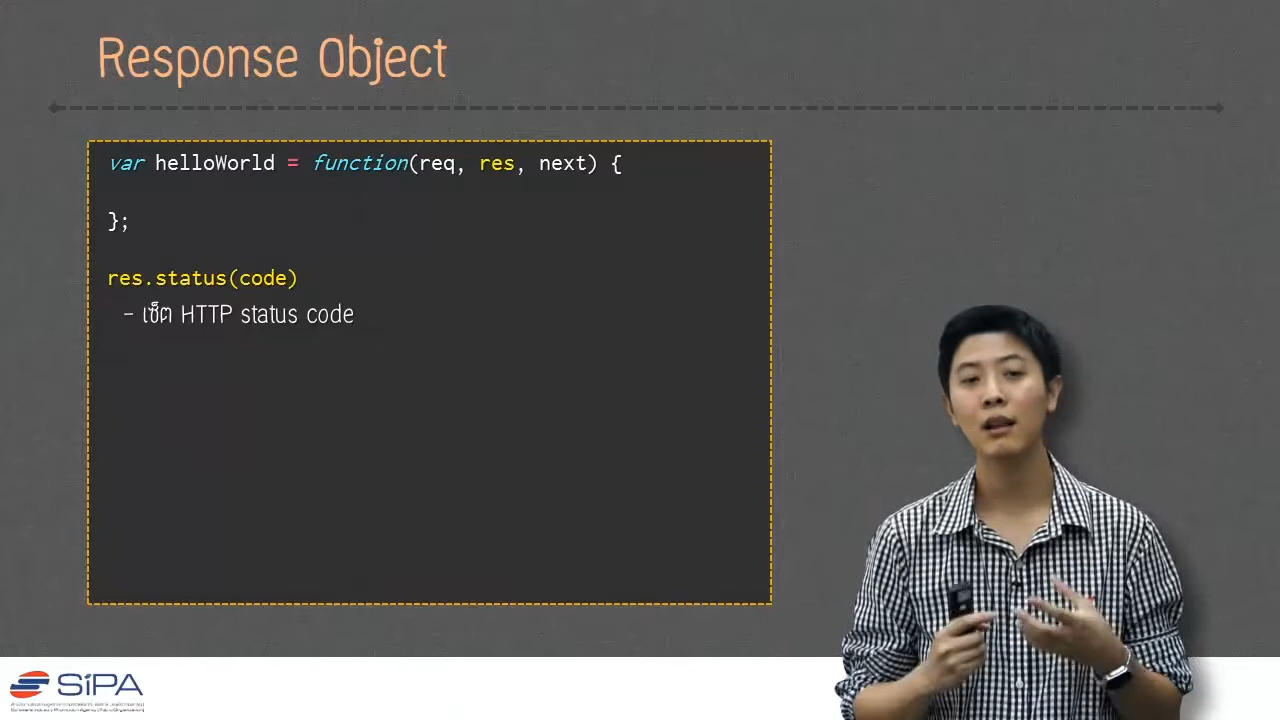 Response Object
var helloWorld = function(req, res, next) {
};
res.status(code)
- เซ็ต HTTP status code
SiPA